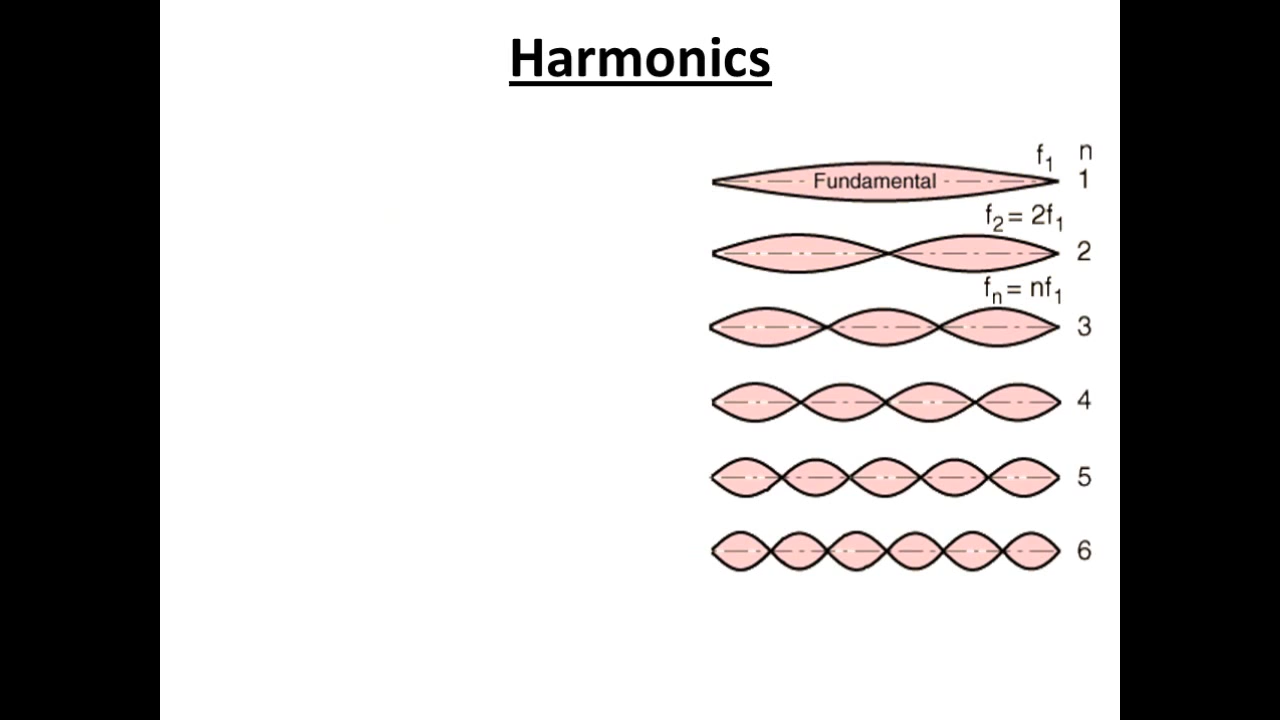 Harmonics
f₁ n
Fundamental 1
f₂ = 2f₁
2
fₙ = nf₁
3
4
5
6